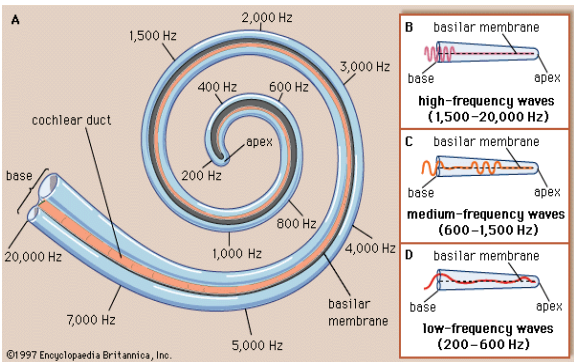 A
2,000 Hz
1,500 Hz
3,000 Hz
400 Hz
600 Hz
cochlear duct
apex
200 Hz
base
800 Hz
1,000 Hz
4,000 Hz
20,000 Hz
basilar
membrane
7,000 Hz
5,000 Hz
©1997 Encyclopaedia Britannica, Inc.
B
basilar membrane
base
apex
high-frequency waves
(1,500–20,000 Hz)
C
basilar membrane
base
apex
medium-frequency waves
(600–1,500 Hz)
D
basilar membrane
base
apex
low-frequency waves
(200–600 Hz)